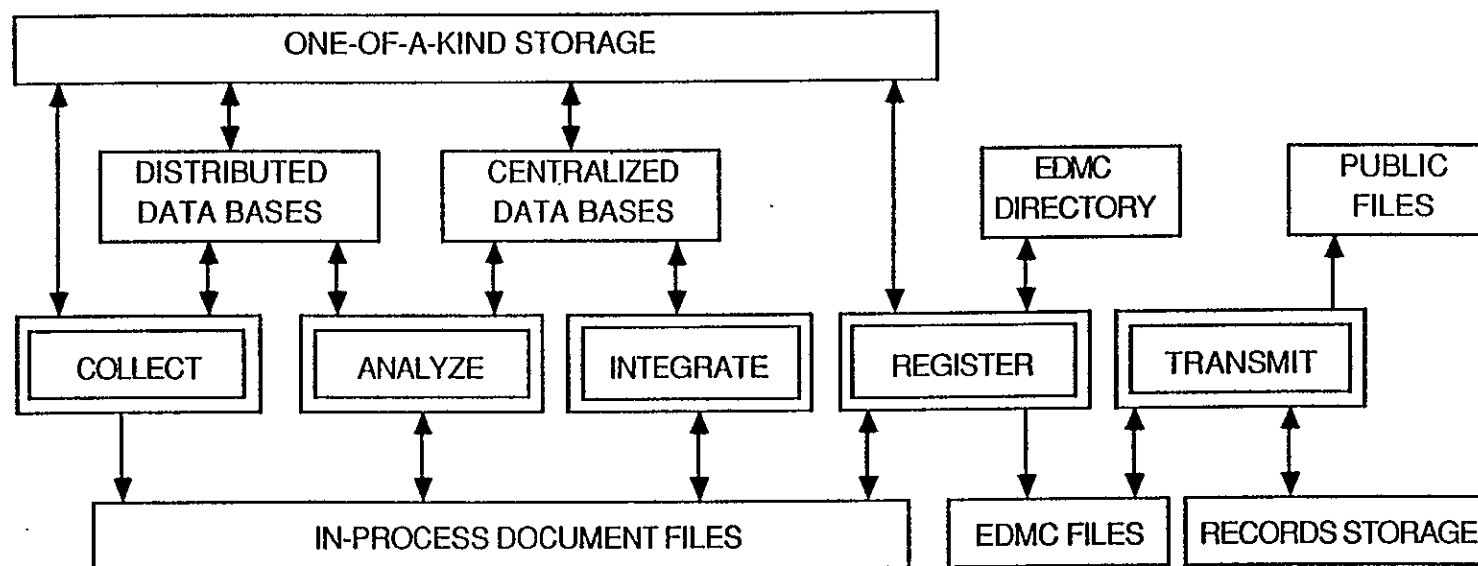 ONE-OF-A-KIND STORAGE
DISTRIBUTED
DATA BASES
CENTRALIZED
DATA BASES
EDMC
DIRECTORY
PUBLIC
FILES
COLLECT
ANALYZE
INTEGRATE
REGISTER
TRANSMIT
IN-PROCESS DOCUMENT FILES
EDMC FILES
RECORDS STORAGE